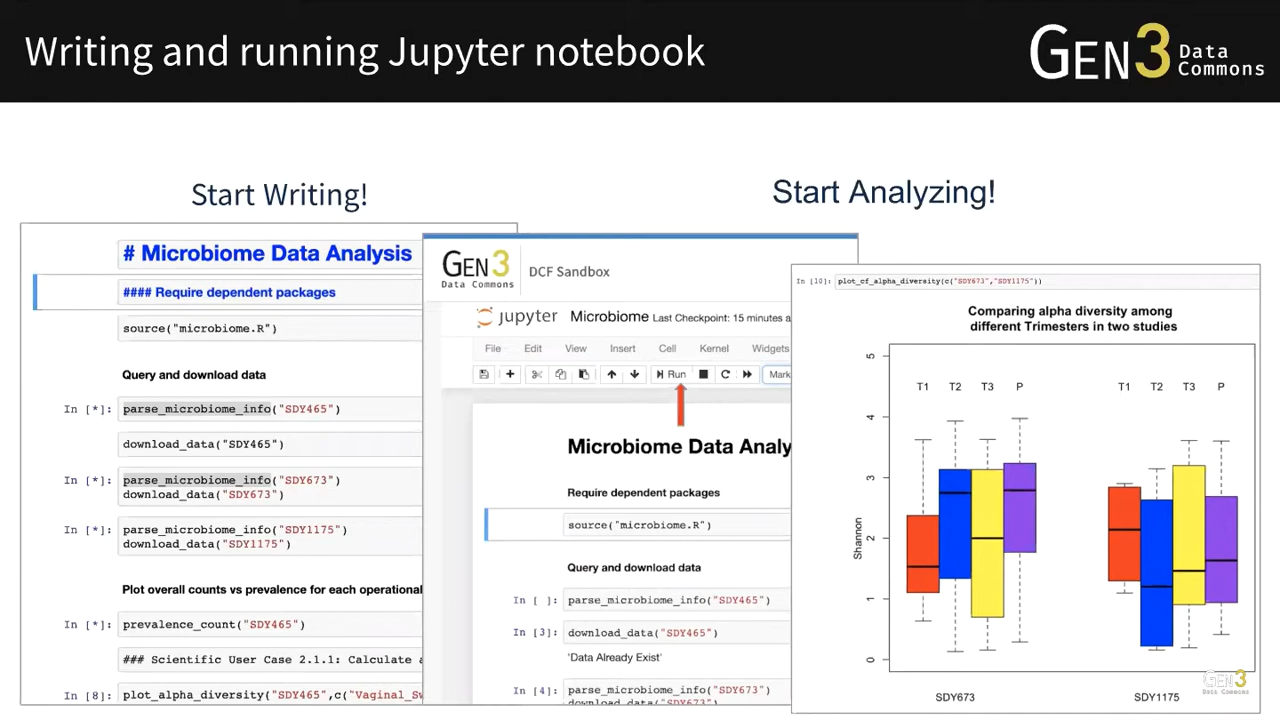 Writing and running Jupyter notebook
GEN3 Data Commons
Start Writing!
Start Analyzing!
# Microbiome Data Analysis
#### Require dependent packages
source("microbiome.R")
Query and download data
In [*]: parse_microbiome_info("SDY465")
download_data("SDY465")
In [*]: parse_microbiome_info("SDY673")
download_data("SDY673")
In [*]: parse_microbiome_info("SDY1175")
download_data("SDY1175")
Plot overall counts vs prevalence for each operational
In [*]: prevalence_count("SDY465")
### Scientific User Case 2.1.1: Calculate
In [8]: plot_alpha_diversity("SDY465",c("Vaginal_Sw
GEN3 Data Commons
DCF Sandbox
jupyter Microbiome Last Checkpoint: 15 minutes a
File Edit View Insert Cell Kernel Widgets
Run Mark
Microbiome Data Analy
Require dependent packages
source("microbiome.R")
Query and download data
In [ ]: parse_microbiome_info("SDY465")
In [3]: download_data("SDY465")
'Data Already Exist'
In [4]: parse_microbiome_info("SDY673")
download_data("SDY673")
In [10]: plot_cf_alpha_diversity(c("SDY673","SDY1175"))
Comparing alpha diversity among
different Trimesters in two studies
5
T1 T2 T3 P T1 T2 T3 P
4
3
Shannon
2
1
0
SDY673 SDY1175
GEN3 Data Commons